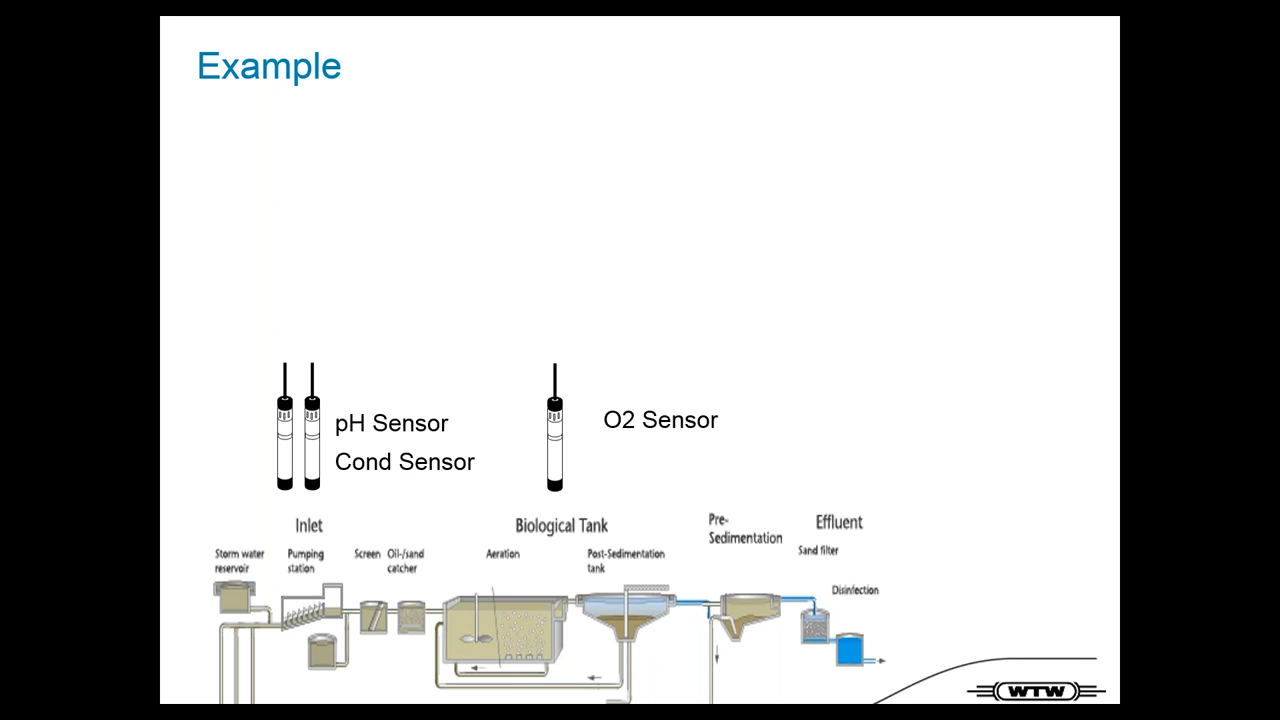 Example
pH Sensor
Cond Sensor
O2 Sensor
Inlet
Biological Tank
Pre-
Sedimentation
Effluent
Storm water
reservoir
Pumping
station
Screen
Oil-/sand
catcher
Aeration
Post-Sedimentation
tank
Sand filter
Disinfection
WTW